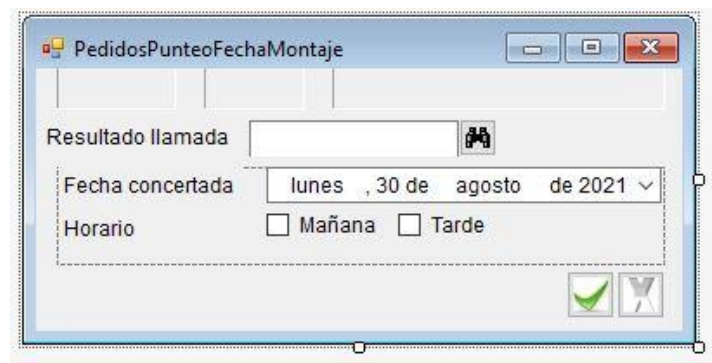 PedidosPunteoFechaMontaje
Resultado llamada
Fecha concertada lunes , 30 de agosto de 2021
Horario Mañana Tarde